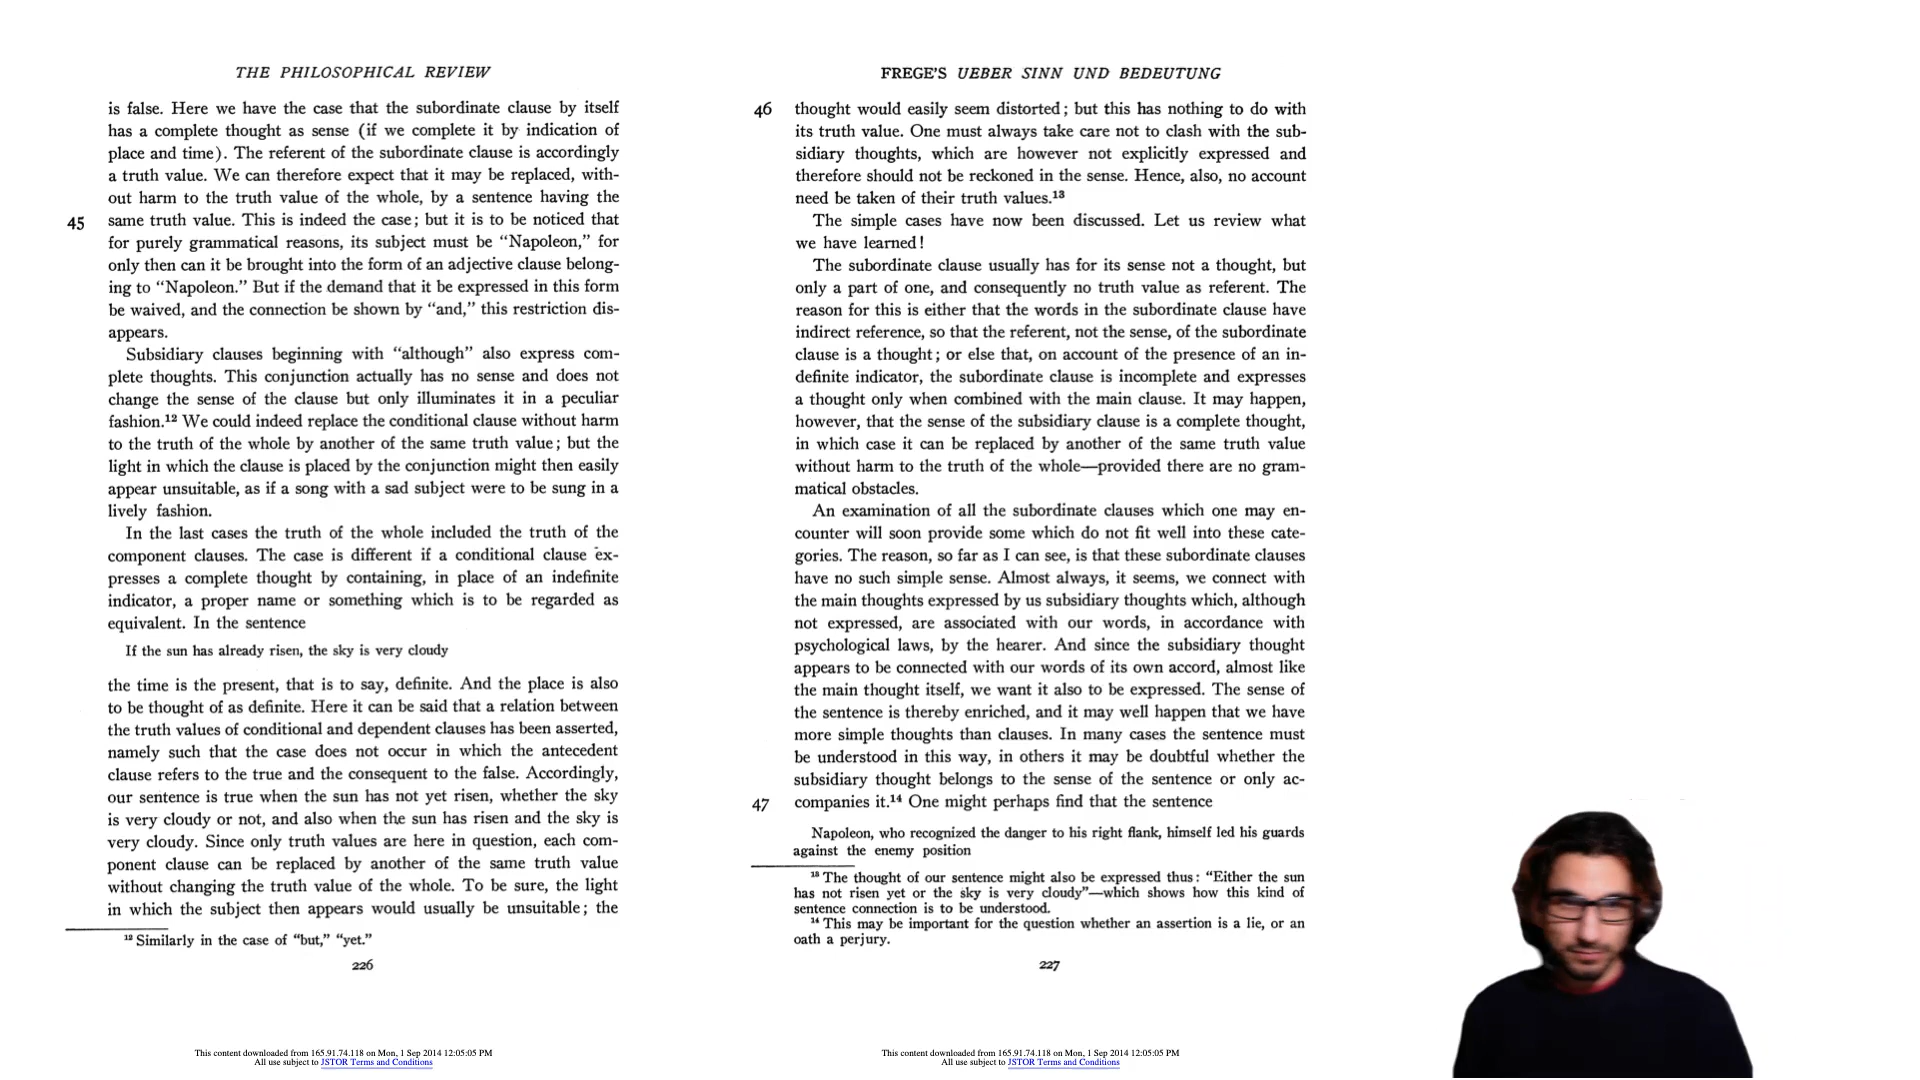 THE PHILOSOPHICAL REVIEW
is false. Here we have the case that the subordinate clause by itself
has a complete thought as sense (if we complete it by indication of
place and time). The referent of the subordinate clause is accordingly
a truth value. We can therefore expect that it may be replaced, with-
out harm to the truth value of the whole, by a sentence having the
45 same truth value. This is indeed the case; but it is to be noticed that
for purely grammatical reasons, its subject must be “Napoleon,” for
only then can it be brought into the form of an adjective clause belong-
ing to “Napoleon.” But if the demand that it be expressed in this form
be waived, and the connection be shown by “and,” this restriction dis-
appears.
Subsidiary clauses beginning with “although” also express com-
plete thoughts. This conjunction actually has no sense and does not
change the sense of the clause but only illuminates it in a peculiar
fashion.¹² We could indeed replace the conditional clause without harm
to the truth of the whole by another of the same truth value; but the
light in which the clause is placed by the conjunction might then easily
appear unsuitable, as if a song with a sad subject were to be sung in a
lively fashion.
In the last cases the truth of the whole included the truth of the
component clauses. The case is different if a conditional clause ex-
presses a complete thought by containing, in place of an indefinite
indicator, a proper name or something which is to be regarded as
equivalent. In the sentence
If the sun has already risen, the sky is very cloudy
the time is the present, that is to say, definite. And the place is also
to be thought of as definite. Here it can be said that a relation between
the truth values of conditional and dependent clauses has been asserted,
namely such that the case does not occur in which the antecedent
clause refers to the true and the consequent to the false. Accordingly,
our sentence is true when the sun has not yet risen, whether the sky
is very cloudy or not, and also when the sun has risen and the sky is
very cloudy. Since only truth values are here in question, each com-
ponent clause can be replaced by another of the same truth value
without changing the truth value of the whole. To be sure, the light
in which the subject then appears would usually be unsuitable; the
¹² Similarly in the case of “but,” “yet.”
226
This content downloaded from 165.91.74.118 on Mon, 1 Sep 2014 12:05:05 PM
All use subject to JSTOR Terms and Conditions
FREGE'S UEBER SINN UND BEDEUTUNG
46 thought would easily seem distorted; but this has nothing to do with
its truth value. One must always take care not to clash with the sub-
sidiary thoughts, which are however not explicitly expressed and
therefore should not be reckoned in the sense. Hence, also, no account
need be taken of their truth values.¹³
The simple cases have now been discussed. Let us review what
we have learned!
The subordinate clause usually has for its sense not a thought, but
only a part of one, and consequently no truth value as referent. The
reason for this is either that the words in the subordinate clause have
indirect reference, so that the referent, not the sense, of the subordinate
clause is a thought; or else that, on account of the presence of an in-
definite indicator, the subordinate clause is incomplete and expresses
a thought only when combined with the main clause. It may happen,
however, that the sense of the subsidiary clause is a complete thought,
in which case it can be replaced by another of the same truth value
without harm to the truth of the whole—provided there are no gram-
matical obstacles.
An examination of all the subordinate clauses which one may en-
counter will soon provide some which do not fit well into these cate-
gories. The reason, so far as I can see, is that these subordinate clauses
have no such simple sense. Almost always, it seems, we connect with
the main thoughts expressed by us subsidiary thoughts which, although
not expressed, are associated with our words, in accordance with
psychological laws, by the hearer. And since the subsidiary thought
appears to be connected with our words of its own accord, almost like
the main thought itself, we want it also to be expressed. The sense of
the sentence is thereby enriched, and it may well happen that we have
more simple thoughts than clauses. In many cases the sentence must
be understood in this way, in others it may be doubtful whether the
subsidiary thought belongs to the sense of the sentence or only ac-
47 companies it.¹⁴ One might perhaps find that the sentence
Napoleon, who recognized the danger to his right flank, himself led his guards
against the enemy position
¹³ The thought of our sentence might also be expressed thus: “Either the sun
has not risen yet or the sky is very cloudy”—which shows how this kind of
sentence connection is to be understood.
¹⁴ This may be important for the question whether an assertion is a lie, or an
oath a perjury.
227
This content downloaded from 165.91.74.118 on Mon, 1 Sep 2014 12:05:05 PM
All use subject to JSTOR Terms and Conditions